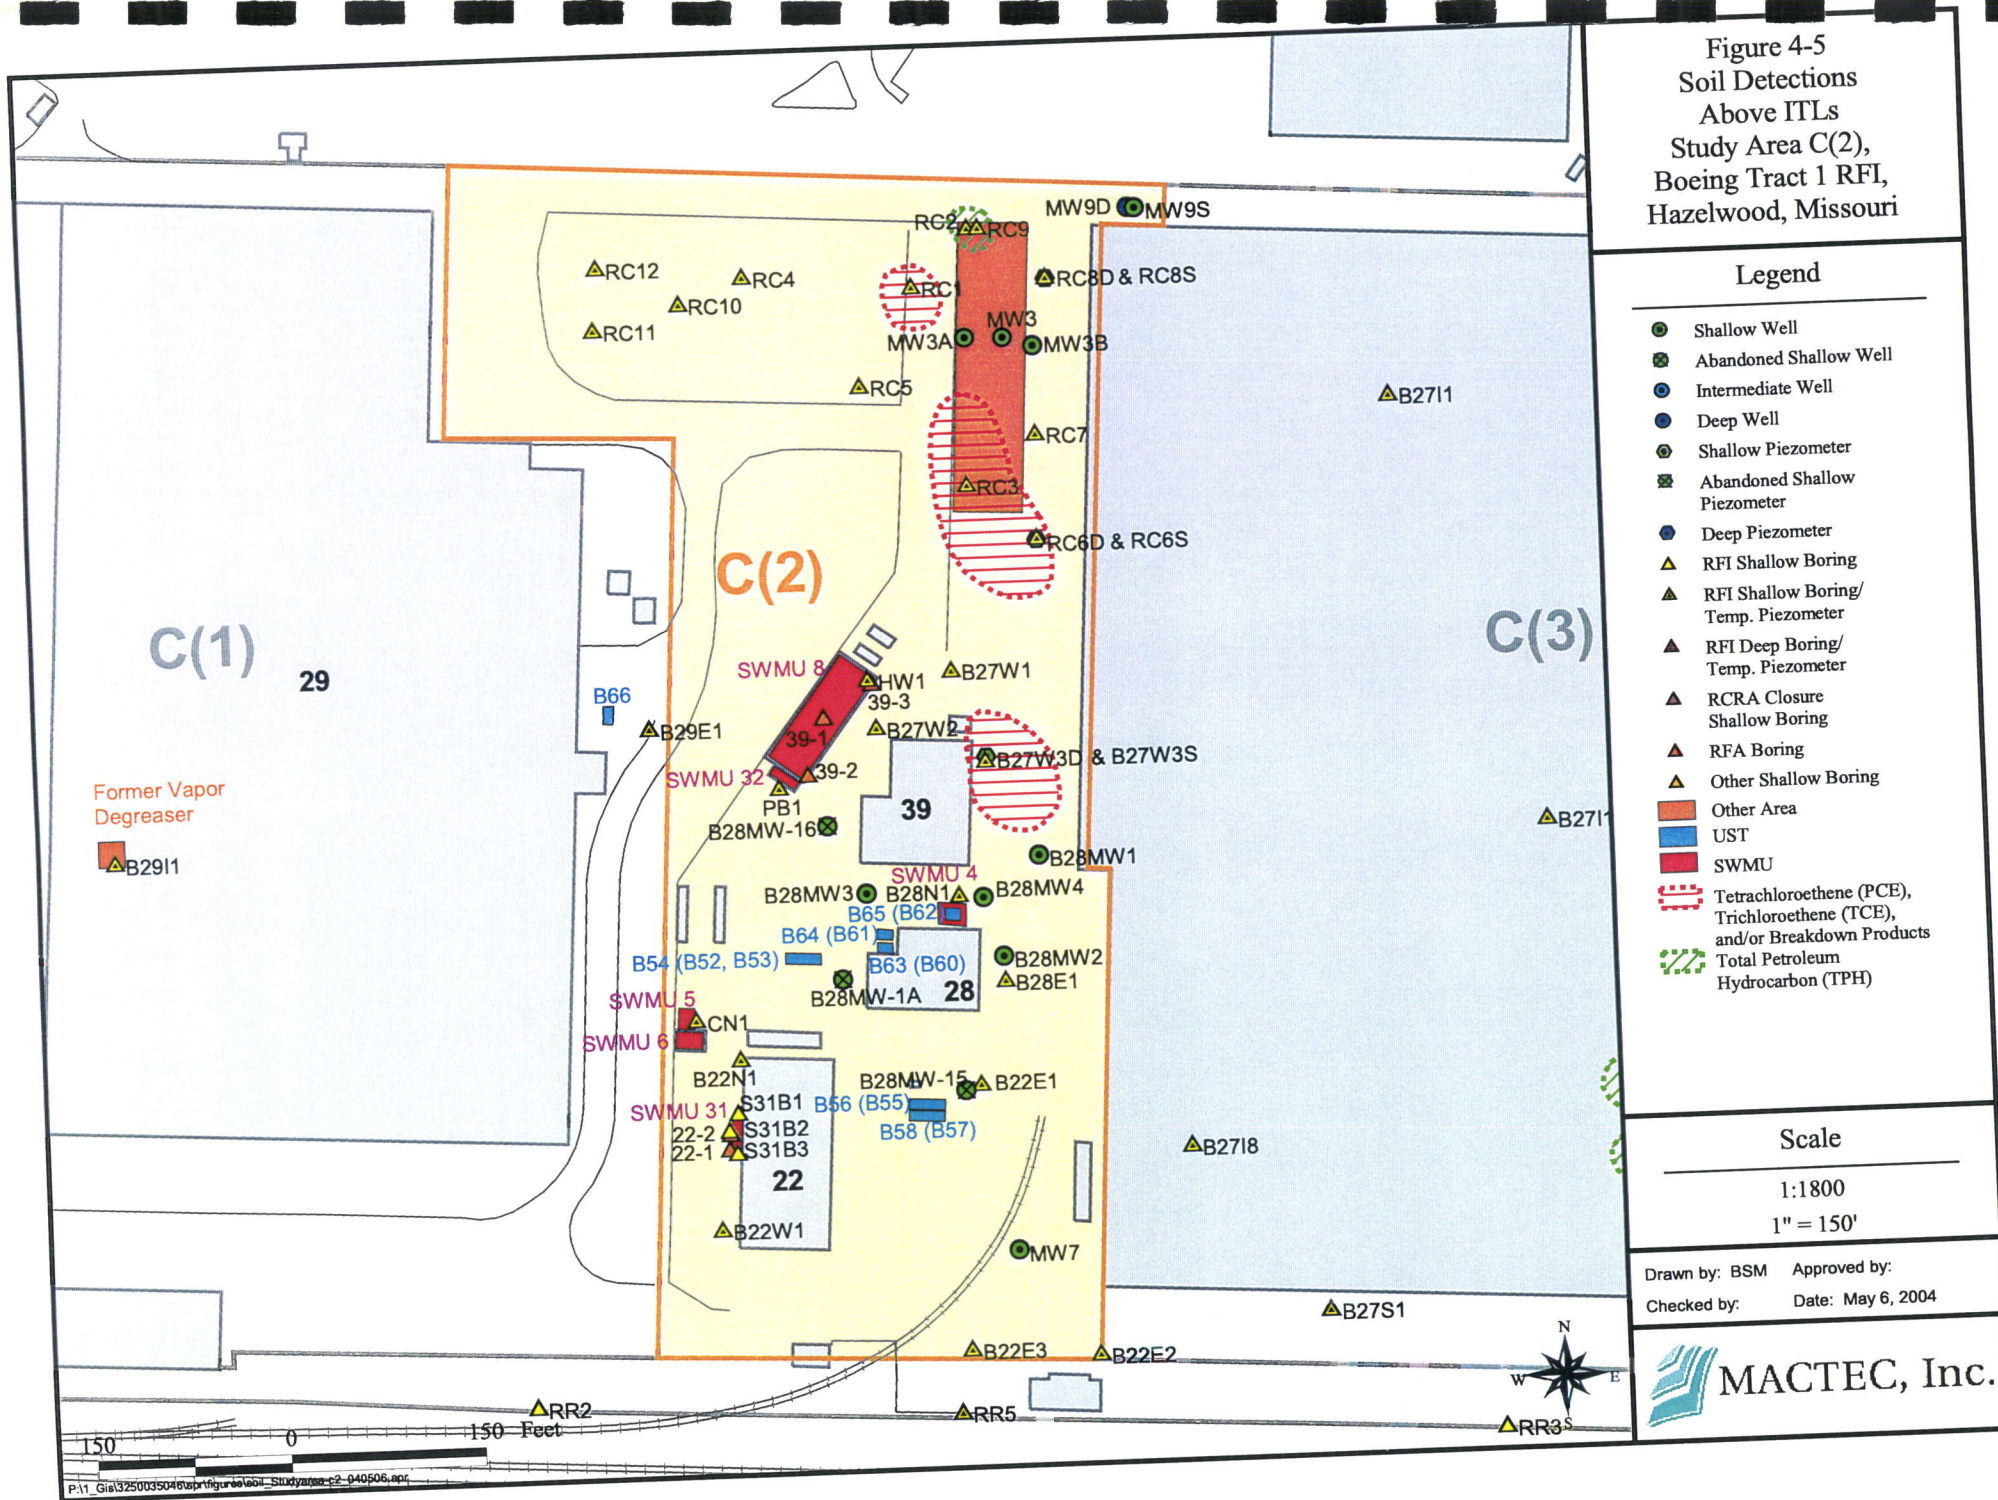 Figure 4-5
Soil Detections
Above ITLs
Study Area C(2),
Boeing Tract 1 RFI,
Hazelwood, Missouri
Legend
Shallow Well
Abandoned Shallow Well
Intermediate Well
Deep Well
Shallow Piezometer
Abandoned Shallow
Piezometer
Deep Piezometer
RFI Shallow Boring
RFI Shallow Boring/
Temp. Piezometer
RFI Deep Boring/
Temp. Piezometer
RCRA Closure
Shallow Boring
RFA Boring
Other Shallow Boring
Other Area
UST
SWMU
Tetrachloroethene (PCE),
Trichloroethene (TCE),
and/or Breakdown Products
Total Petroleum
Hydrocarbon (TPH)
Scale
1:1800
1" = 150'
Drawn by: BSM Approved by:
Checked by: Date: May 6, 2004
MACTEC, Inc.
MW9D MW9S
RC2 RC9
RC12
RC4
RC8D & RC8S
RC1
RC10
RC11
MW3
MW3A
MW3B
RC5
B27I1
RC7
RC3
RC6D & RC6S
C(2)
C(1)
C(3)
29
SWMU 8
HW1
B27W1
39-3
B66
B29E1
39-1
B27W2
B27W3D & B27W3S
SWMU 32
39-2
PB1
39
Former Vapor
Degreaser
B28MW-16
B27I1
B29I1
B28MW1
SWMU 4
B28MW3
B28N1
B28MW4
B65 (B62)
B64 (B61)
B54 (B52, B53)
B63 (B60)
B28MW2
B28E1
B28MW-1A
28
SWMU 5
CN1
SWMU 6
B22N1
B28MW-15
B22E1
SWMU 31
S31B1
B56 (B55)
22-2
S31B2
B58 (B57)
22-1
S31B3
22
B27I8
B22W1
MW7
B27S1
B22E3
B22E2
N
W
E
S
RR2
RR5
RR3
150 0 150 Feet
P:\1_Gis\3250035046\apr\figures\soil_Studyarea-c2_040506.apr